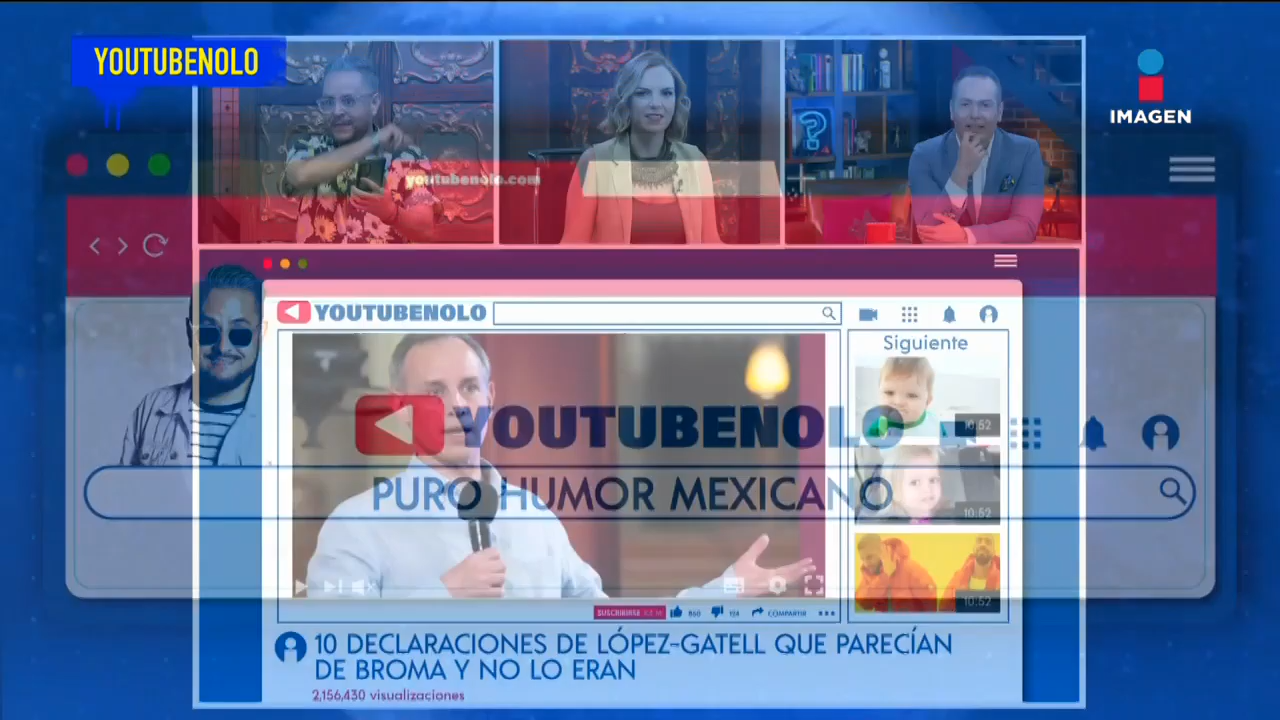 YOUTUBENOLO
IMAGEN
youtubenolo.com
YOUTUBENOLO
Siguiente
10:52
YOUTUBENOLO
PURO HUMOR MEXICANO
10:52
10:52
SUSCRIBIRSE
COMPARTIR
10 DECLARACIONES DE LÓPEZ-GATELL QUE PARECÍAN
DE BROMA Y NO LO ERAN
2,156,430 visualizaciones